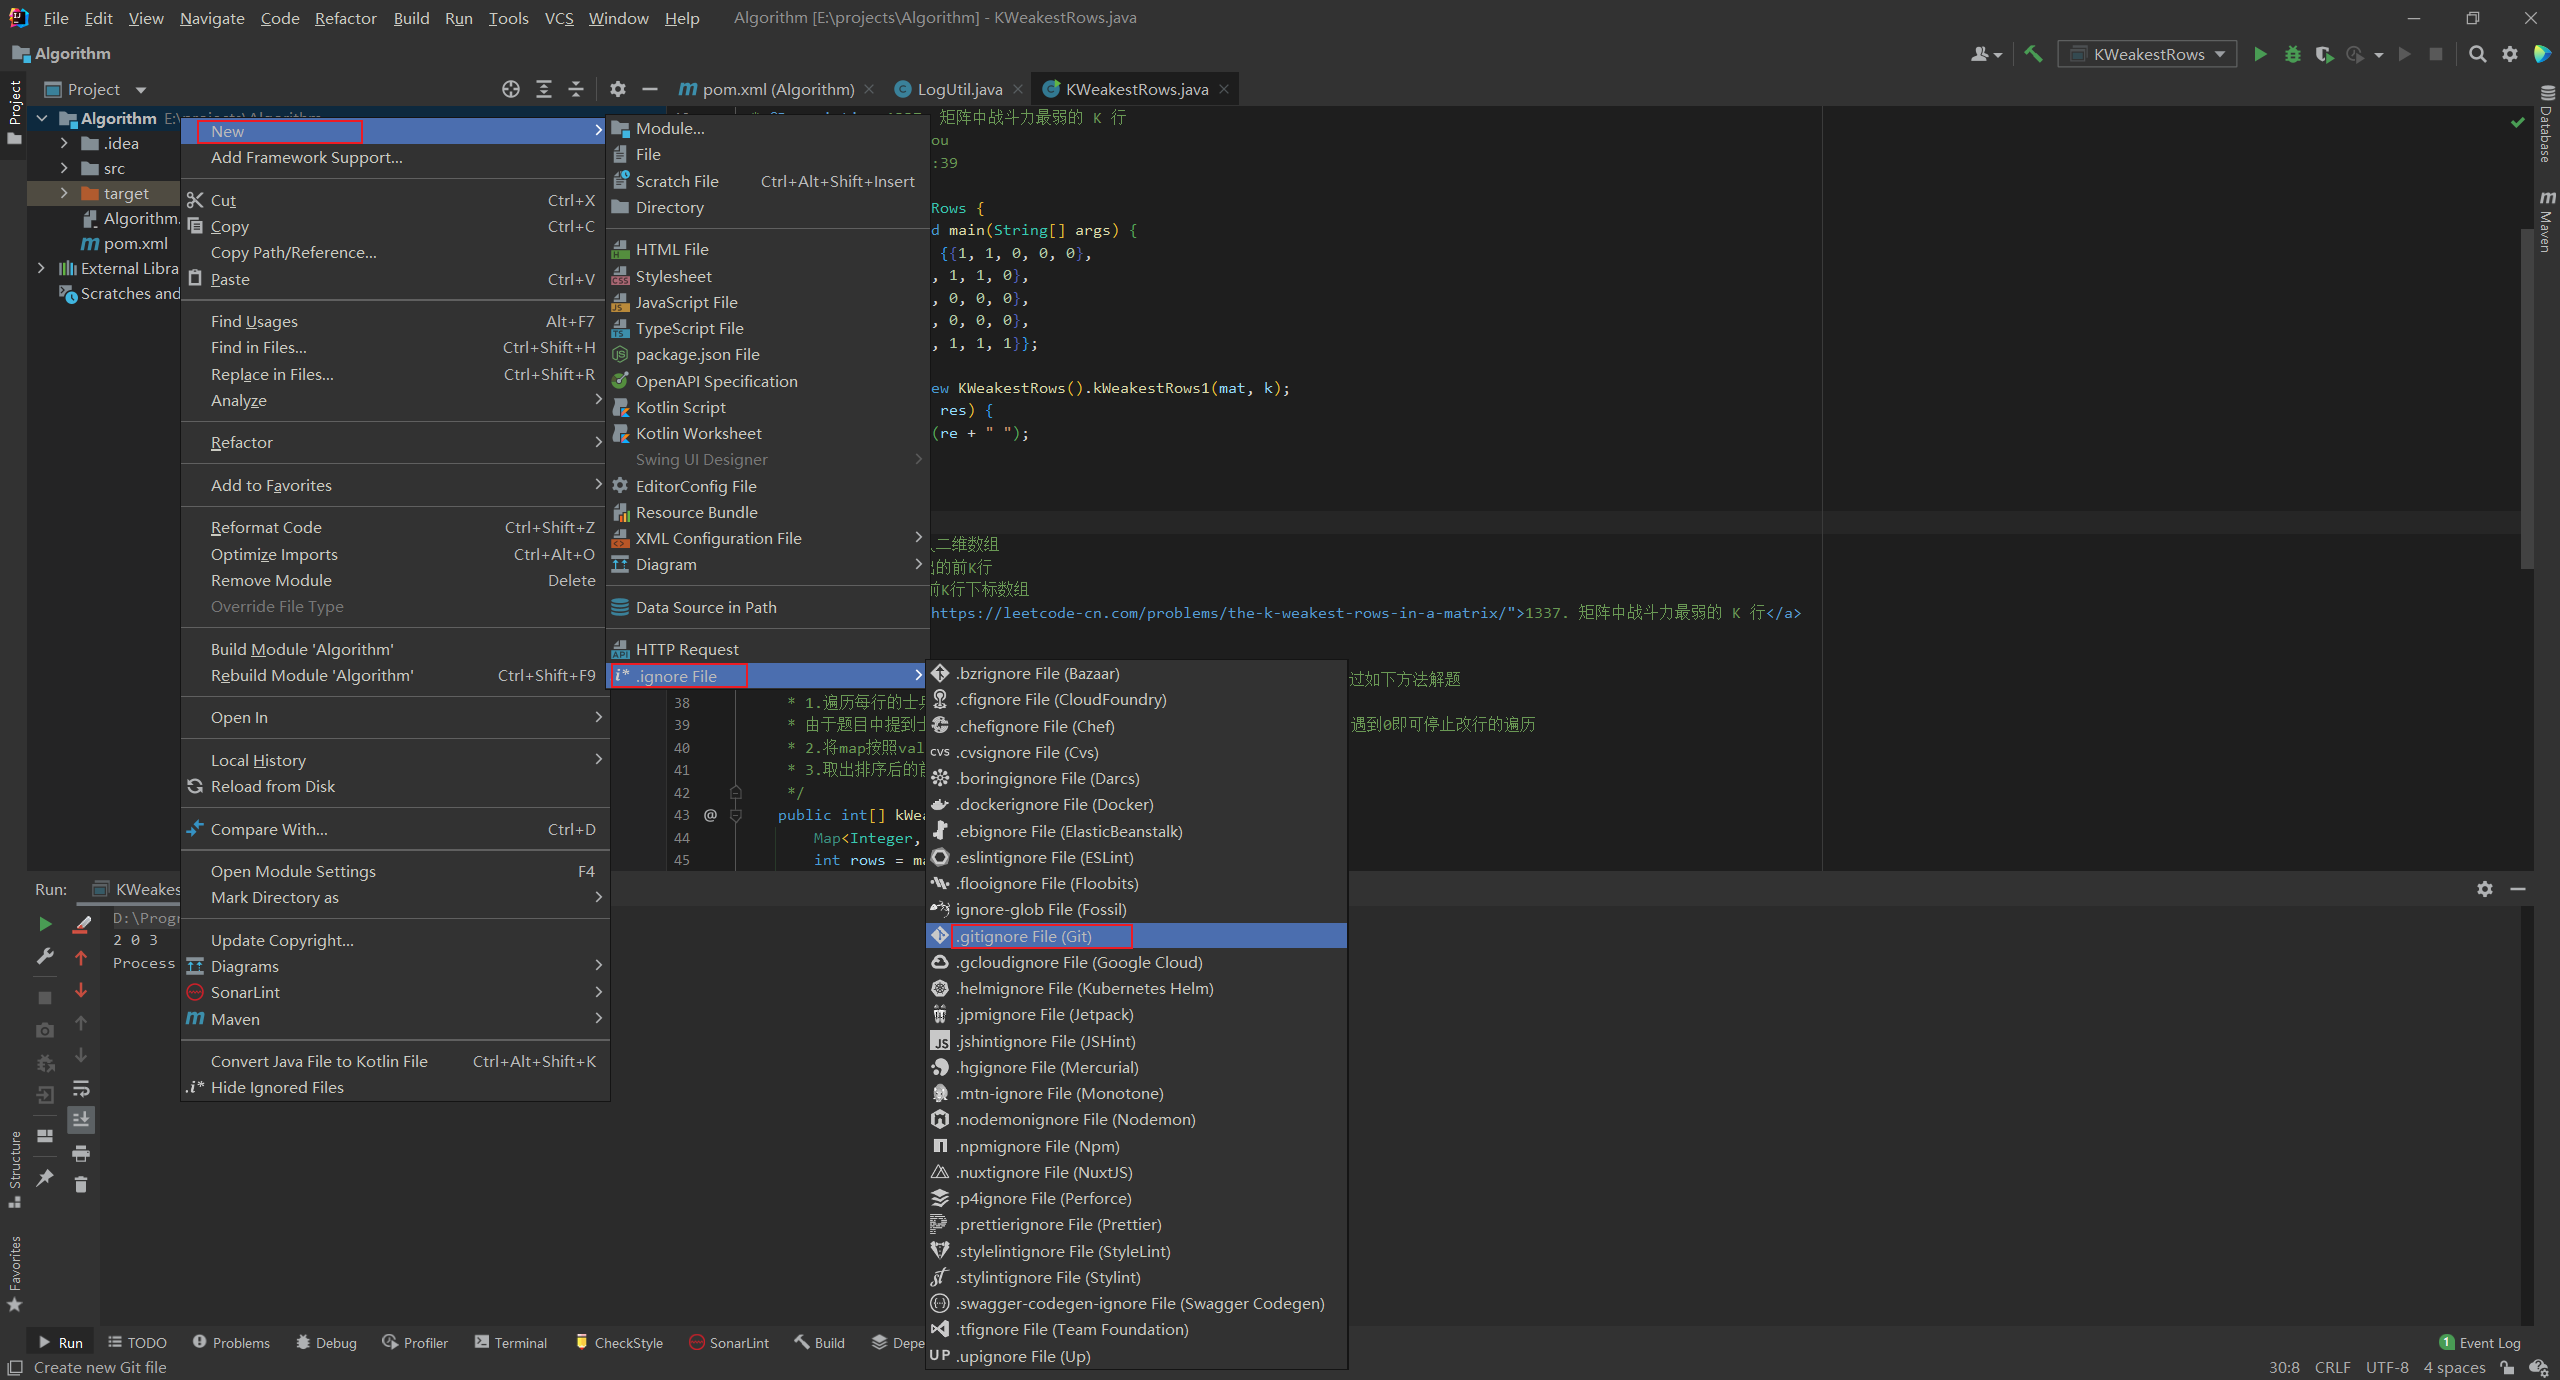 File Edit View Navigate Code Refactor Build Run Tools VCS Window Help Algorithm [E:\projects\Algorithm] - KWeakestRows.java
Algorithm
KWeakestRows
Project
pom.xml (Algorithm)
LogUtil.java
KWeakestRows.java
Project
Structure
Favorites
Database
Maven
Algorithm
.idea
src
target
Algorithm.
pom.xml
External Libra
Scratches and
New
Add Framework Support...
Cut Ctrl+X
Copy Ctrl+C
Copy Path/Reference...
Paste Ctrl+V
Find Usages Alt+F7
Find in Files... Ctrl+Shift+H
Replace in Files... Ctrl+Shift+R
Analyze
Refactor
Add to Favorites
Reformat Code Ctrl+Shift+Z
Optimize Imports Ctrl+Alt+O
Remove Module Delete
Override File Type
Build Module 'Algorithm'
Rebuild Module 'Algorithm' Ctrl+Shift+F9
Open In
Local History
Reload from Disk
Compare With... Ctrl+D
Open Module Settings F4
Mark Directory as
Update Copyright...
Diagrams
SonarLint
Maven
Convert Java File to Kotlin File Ctrl+Alt+Shift+K
Hide Ignored Files
Module...
File
Scratch File Ctrl+Alt+Shift+Insert
Directory
HTML File
Stylesheet
JavaScript File
TypeScript File
package.json File
OpenAPI Specification
Kotlin Script
Kotlin Worksheet
Swing UI Designer
EditorConfig File
Resource Bundle
XML Configuration File
Diagram
Data Source in Path
HTTP Request
.ignore File
.bzrignore File (Bazaar)
.cfignore File (CloudFoundry)
.chefignore File (Chef)
.cvsignore File (Cvs)
.boringignore File (Darcs)
.dockerignore File (Docker)
.ebignore File (ElasticBeanstalk)
.eslintignore File (ESLint)
.flooignore File (Floobits)
ignore-glob File (Fossil)
.gitignore File (Git)
.gcloudignore File (Google Cloud)
.helmignore File (Kubernetes Helm)
.jpmignore File (Jetpack)
.jshintignore File (JSHint)
.hgignore File (Mercurial)
.mtn-ignore File (Monotone)
.nodemonignore File (Nodemon)
.npmignore File (Npm)
.nuxtignore File (NuxtJS)
.p4ignore File (Perforce)
.prettierignore File (Prettier)
.stylelintignore File (StyleLint)
.stylintignore File (Stylint)
.swagger-codegen-ignore File (Swagger Codegen)
.tfignore File (Team Foundation)
.upignore File (Up)
矩阵中战斗力最弱的 K 行
ou
:39
Rows {
d main(String[] args) {
{{1, 1, 0, 0, 0},
, 1, 1, 0},
, 0, 0, 0},
, 0, 0, 0},
, 1, 1, 1}};
ew KWeakestRows().kWeakestRows1(mat, k);
res) {
(re + " ");
二维数组
的前K行
前K行下标数组
https://leetcode-cn.com/problems/the-k-weakest-rows-in-a-matrix/">1337. 矩阵中战斗力最弱的 K 行</a>
过如下方法解题
38 * 1.遍历每行的士
39 * 由于题目中提到士 遇到0即可停止改行的遍历
40 * 2.将map按照val
41 * 3.取出排序后的
42 */
43 @ public int[] kWea
44 Map<Integer,
45 int rows = ma
Run: KWeakes
D:\Progr
2 0 3
Process
Run TODO Problems Debug Profiler Terminal CheckStyle SonarLint Build Depe 1 Event Log
Create new Git file 30:8 CRLF UTF-8 4 spaces